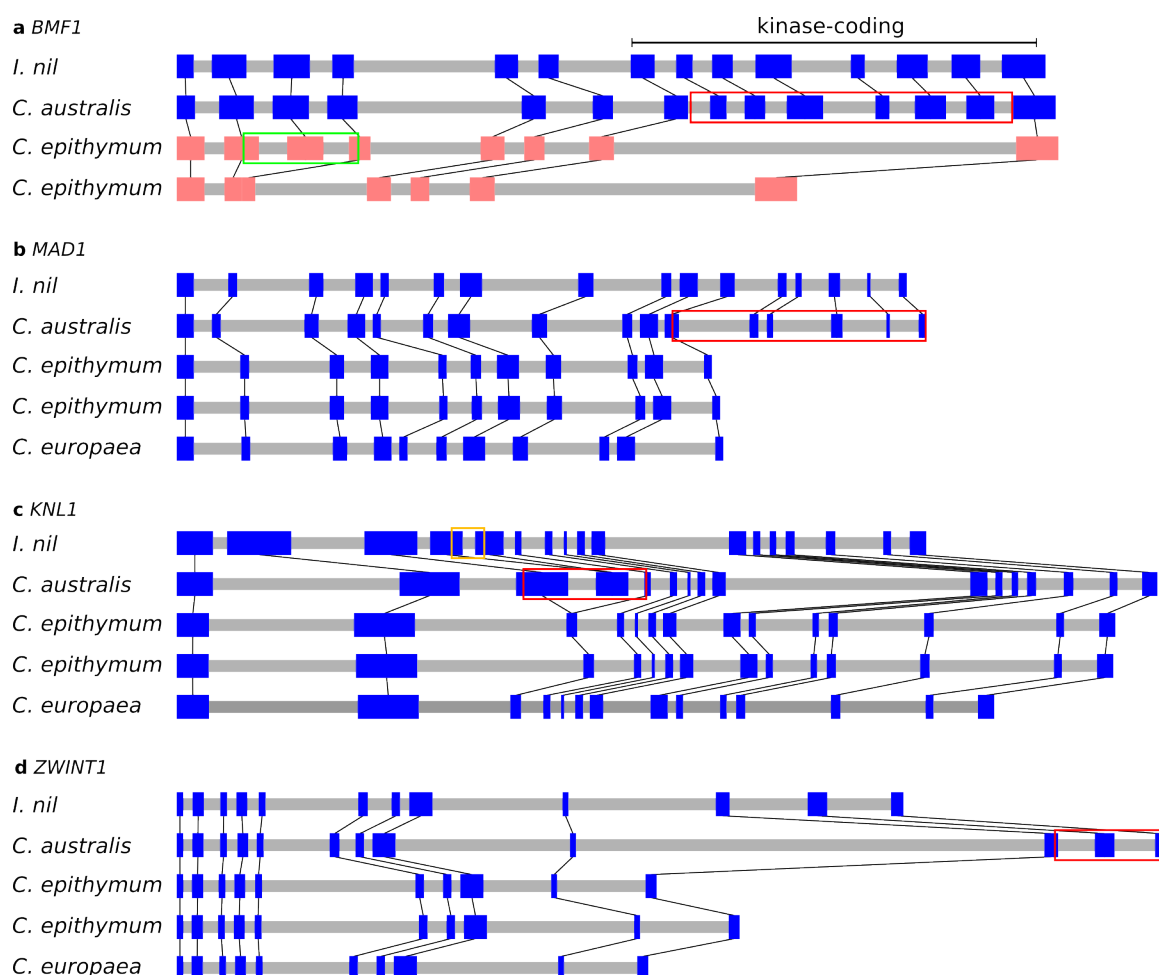 a BMF1
kinase-coding
I. nil
C. australis
C. epithymum
C. epithymum
b MAD1
I. nil
C. australis
C. epithymum
C. epithymum
C. europaea
c KNL1
I. nil
C. australis
C. epithymum
C. epithymum
C. europaea
d ZWINT1
I. nil
C. australis
C. epithymum
C. epithymum
C. europaea